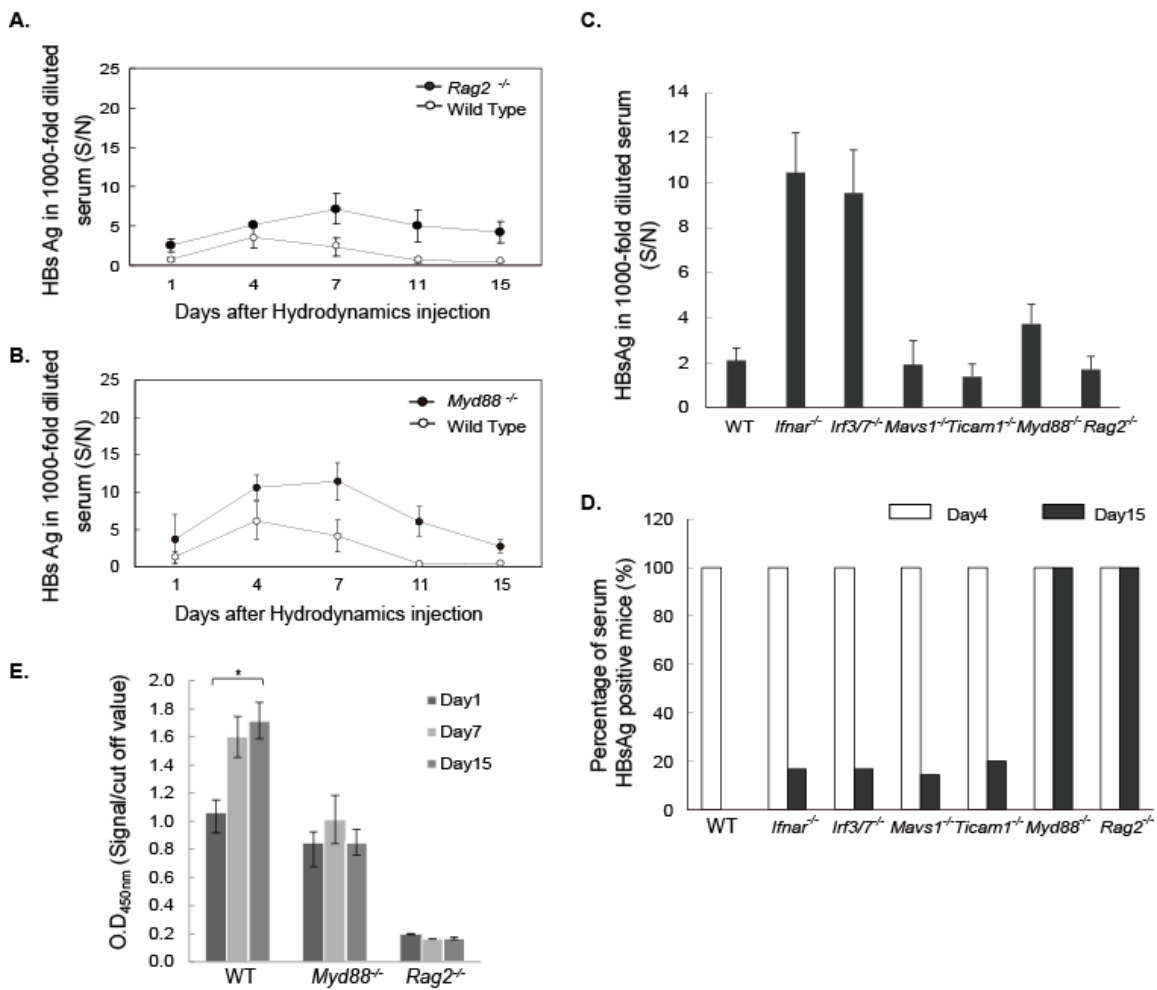 A.
HBs Ag in 1000-fold diluted
serum (S/N)
25
20
15
10
5
0
Rag2 -/-
Wild Type
1 4 7 11 15
Days after Hydrodynamics injection
B.
HBs Ag in 1000-fold diluted
serum (S/N)
25
20
15
10
5
0
Myd88 -/-
Wild Type
1 4 7 11 15
Days after Hydrodynamics injection
C.
HBsAg in 1000-fold diluted serum
(S/N)
14
12
10
8
6
4
2
0
WT Ifnar-/- Irf3/7-/- Mavs1-/- Ticam1-/- Myd88-/- Rag2-/-
D.
Percentage of serum
HBsAg positive mice (%)
Day4 Day15
120
100
80
60
40
20
0
WT Ifnar-/- Irf3/7-/- Mavs1-/- Ticam1-/- Myd88-/- Rag2-/-
E.
O.D450nm (Signal/cut off value)
2.0
1.8
1.6
1.4
1.2
1.0
0.8
0.6
0.4
0.2
0.0
*
Day1
Day7
Day15
WT Myd88-/- Rag2-/-